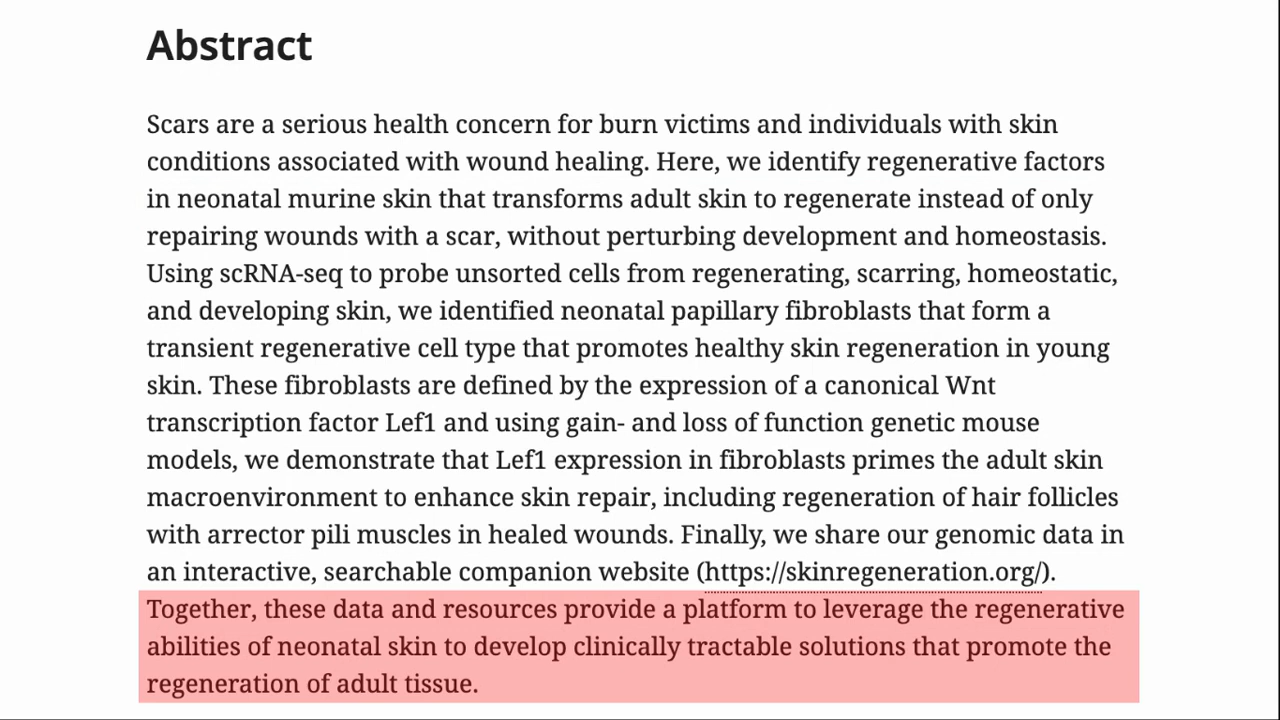 Abstract
Scars are a serious health concern for burn victims and individuals with skin
conditions associated with wound healing. Here, we identify regenerative factors
in neonatal murine skin that transforms adult skin to regenerate instead of only
repairing wounds with a scar, without perturbing development and homeostasis.
Using scRNA-seq to probe unsorted cells from regenerating, scarring, homeostatic,
and developing skin, we identified neonatal papillary fibroblasts that form a
transient regenerative cell type that promotes healthy skin regeneration in young
skin. These fibroblasts are defined by the expression of a canonical Wnt
transcription factor Lef1 and using gain- and loss of function genetic mouse
models, we demonstrate that Lef1 expression in fibroblasts primes the adult skin
macroenvironment to enhance skin repair, including regeneration of hair follicles
with arrector pili muscles in healed wounds. Finally, we share our genomic data in
an interactive, searchable companion website (https://skinregeneration.org/).
Together, these data and resources provide a platform to leverage the regenerative
abilities of neonatal skin to develop clinically tractable solutions that promote the
regeneration of adult tissue.